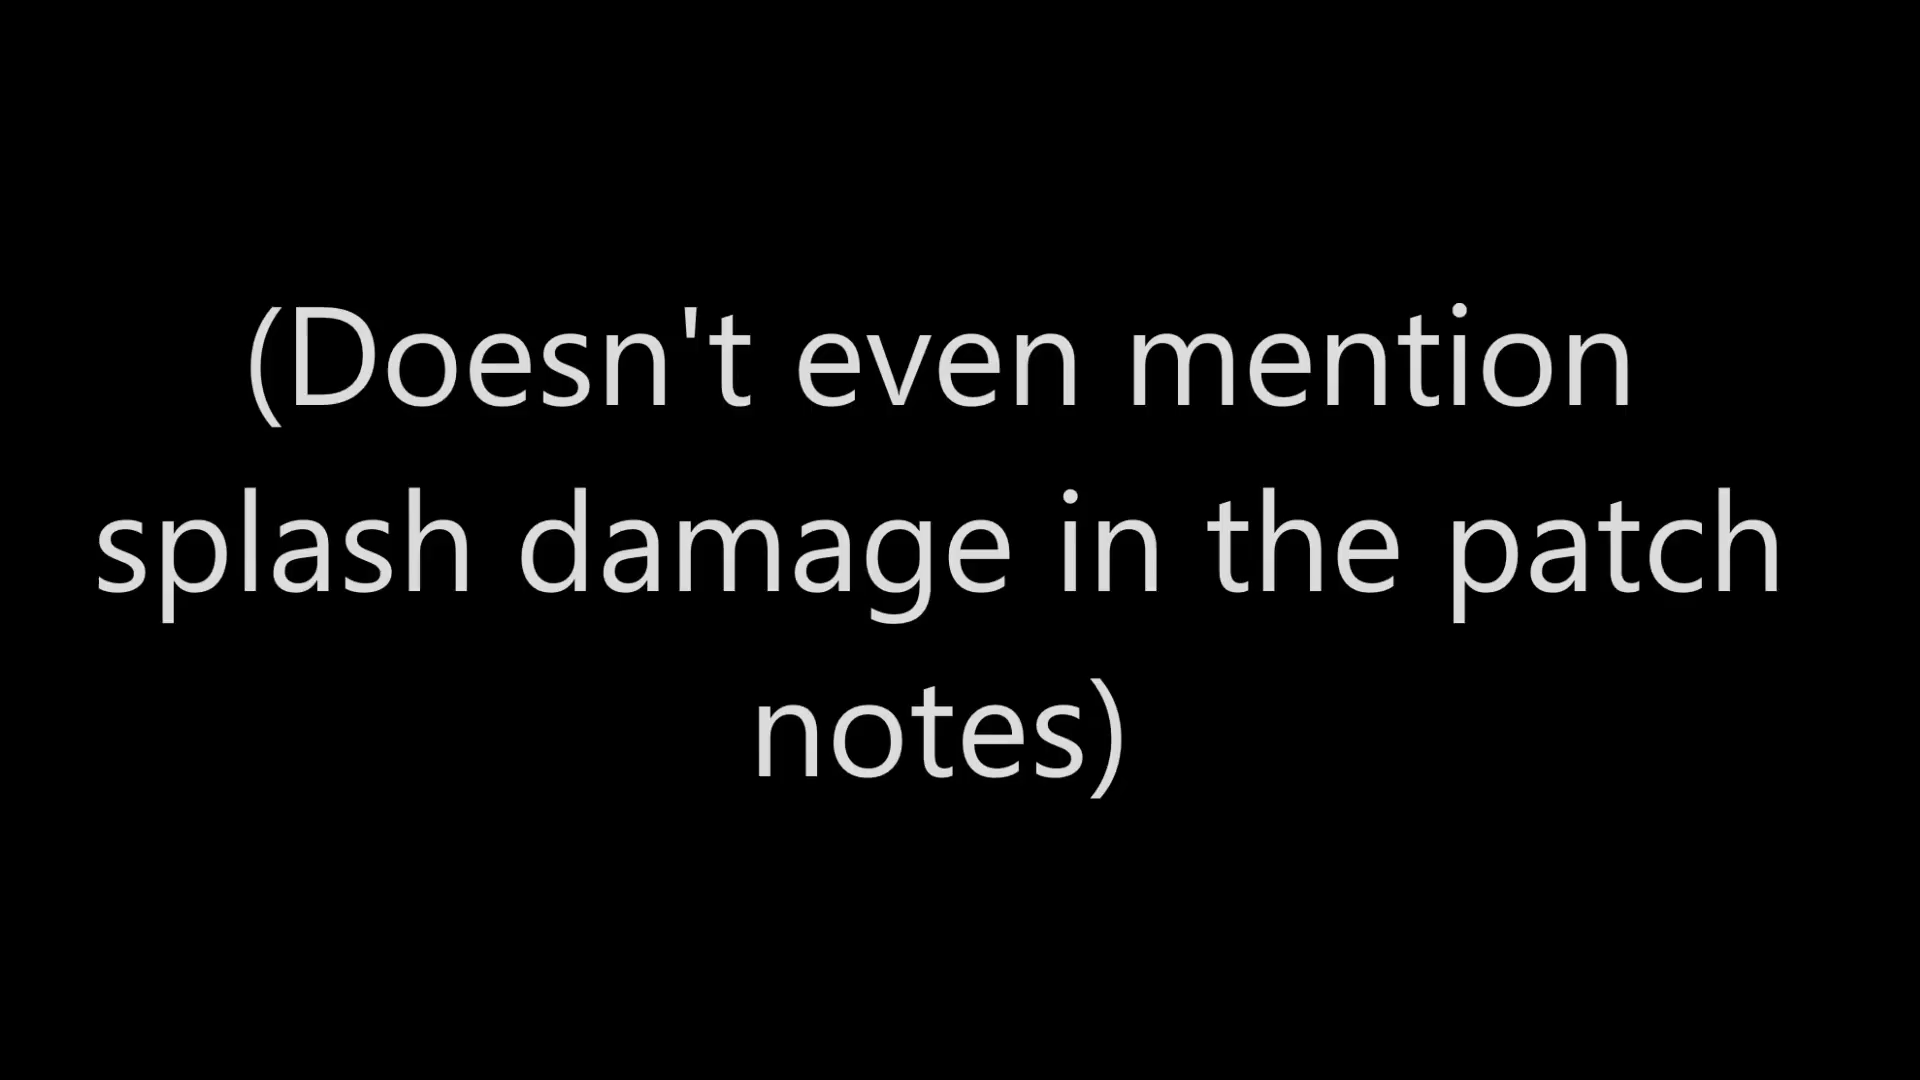 (Doesn't even mention
splash damage in the patch
notes)